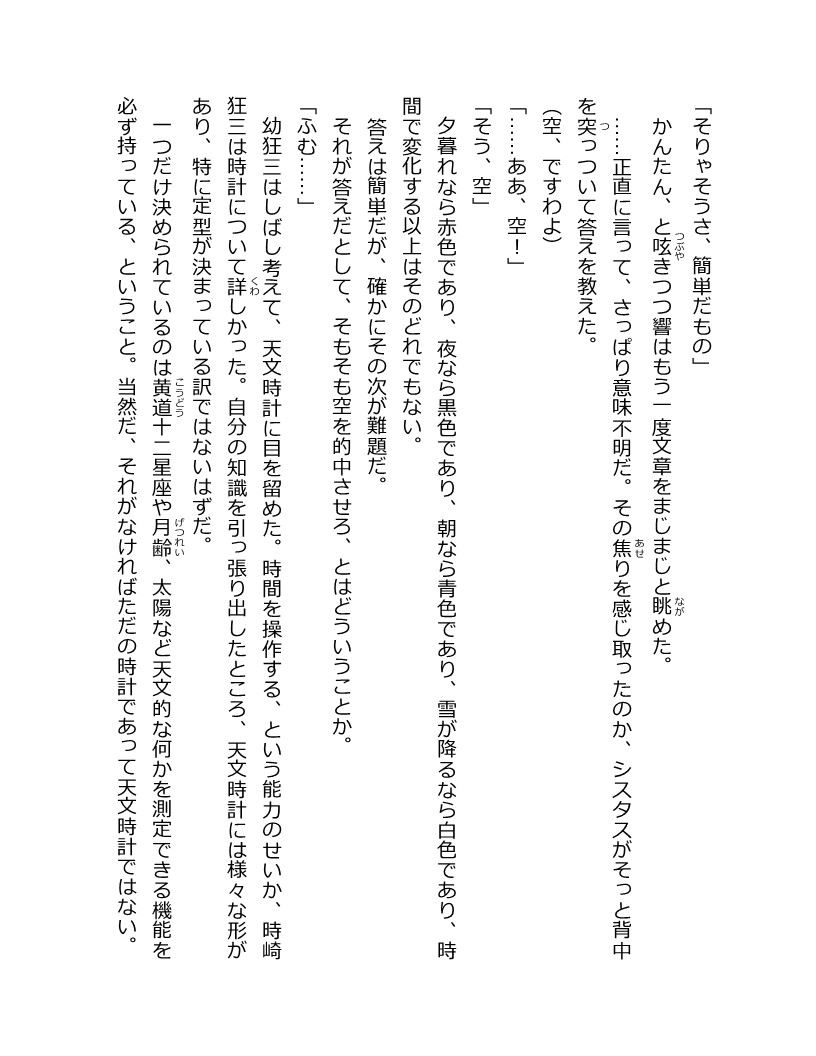 「そりゃそうさ、簡単だもの」
かんたん、と呟きつつ響はもう一度文章をまじまじと眺めた。
……正直に言って、さっぱり意味不明だ。その焦りを感じ取ったのか、シスタスがそっと背中
を突っついて答えを教えた。
(空、ですわよ)
「……ああ、空！」
「そう、空」
夕暮れなら赤色であり、夜なら黒色であり、朝なら青色であり、雪が降るなら白色であり、時
間で変化する以上はそのどれでもない。
答えは簡単だが、確かにその次が難題だ。
それが答えだとして、そもそも空を的中させろ、とはどういうことか。
「ふむ……」
幼狂三はしばし考えて、天文時計に目を留めた。時間を操作する、という能力のせいか、時崎
狂三は時計について詳しかった。自分の知識を引っ張り出したところ、天文時計には様々な形が
あり、特に定型が決まっている訳ではないはずだ。
一つだけ決められているのは黄道十二星座や月齢、太陽など天文的な何かを測定できる機能を
必ず持っている、ということ。当然だ、それがなければただの時計であって天文時計ではない。